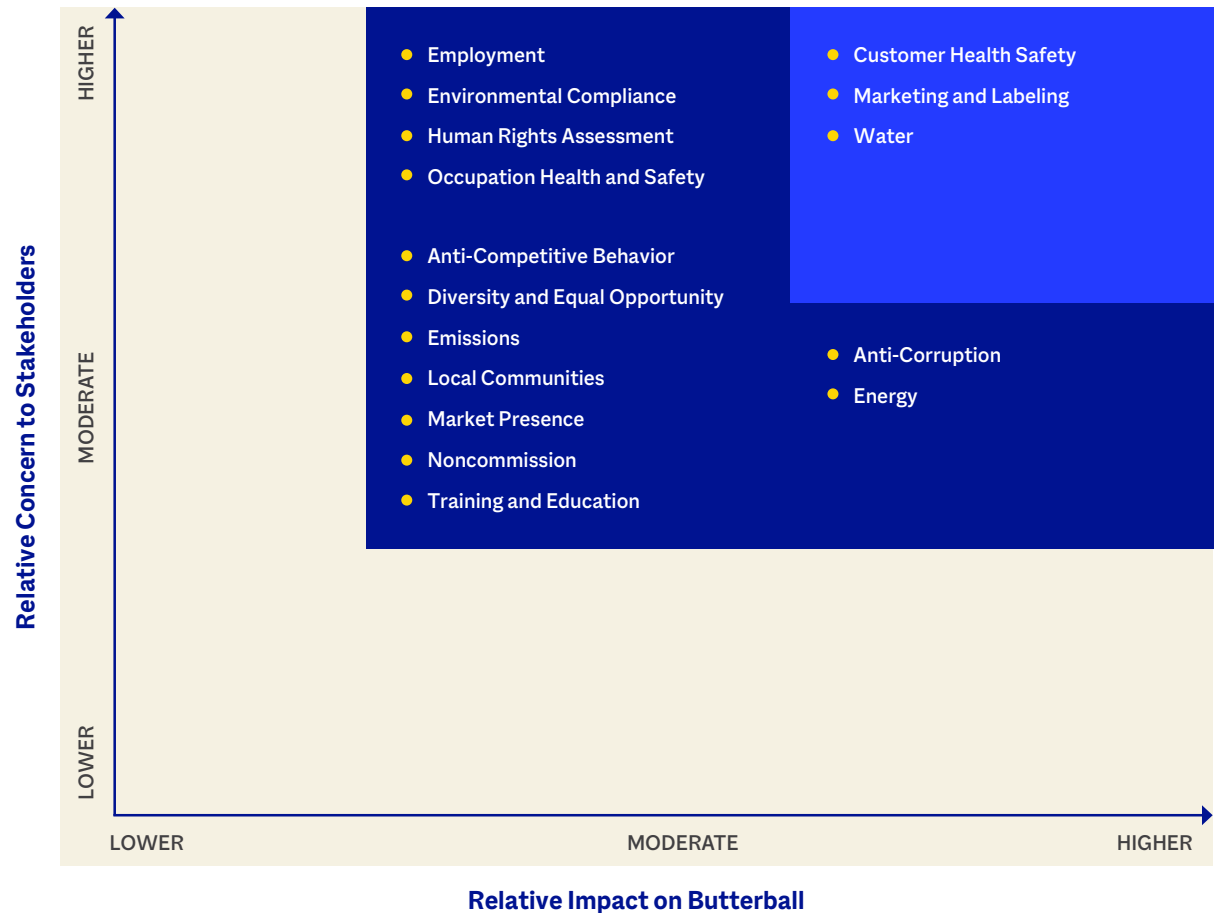 HIGHER
MODERATE
LOWER
Relative Concern to Stakeholders
Employment
Environmental Compliance
Human Rights Assessment
Occupation Health and Safety
Anti-Competitive Behavior
Diversity and Equal Opportunity
Emissions
Local Communities
Market Presence
Noncommission
Training and Education
Customer Health Safety
Marketing and Labeling
Water
Anti-Corruption
Energy
LOWER
MODERATE
HIGHER
Relative Impact on Butterball